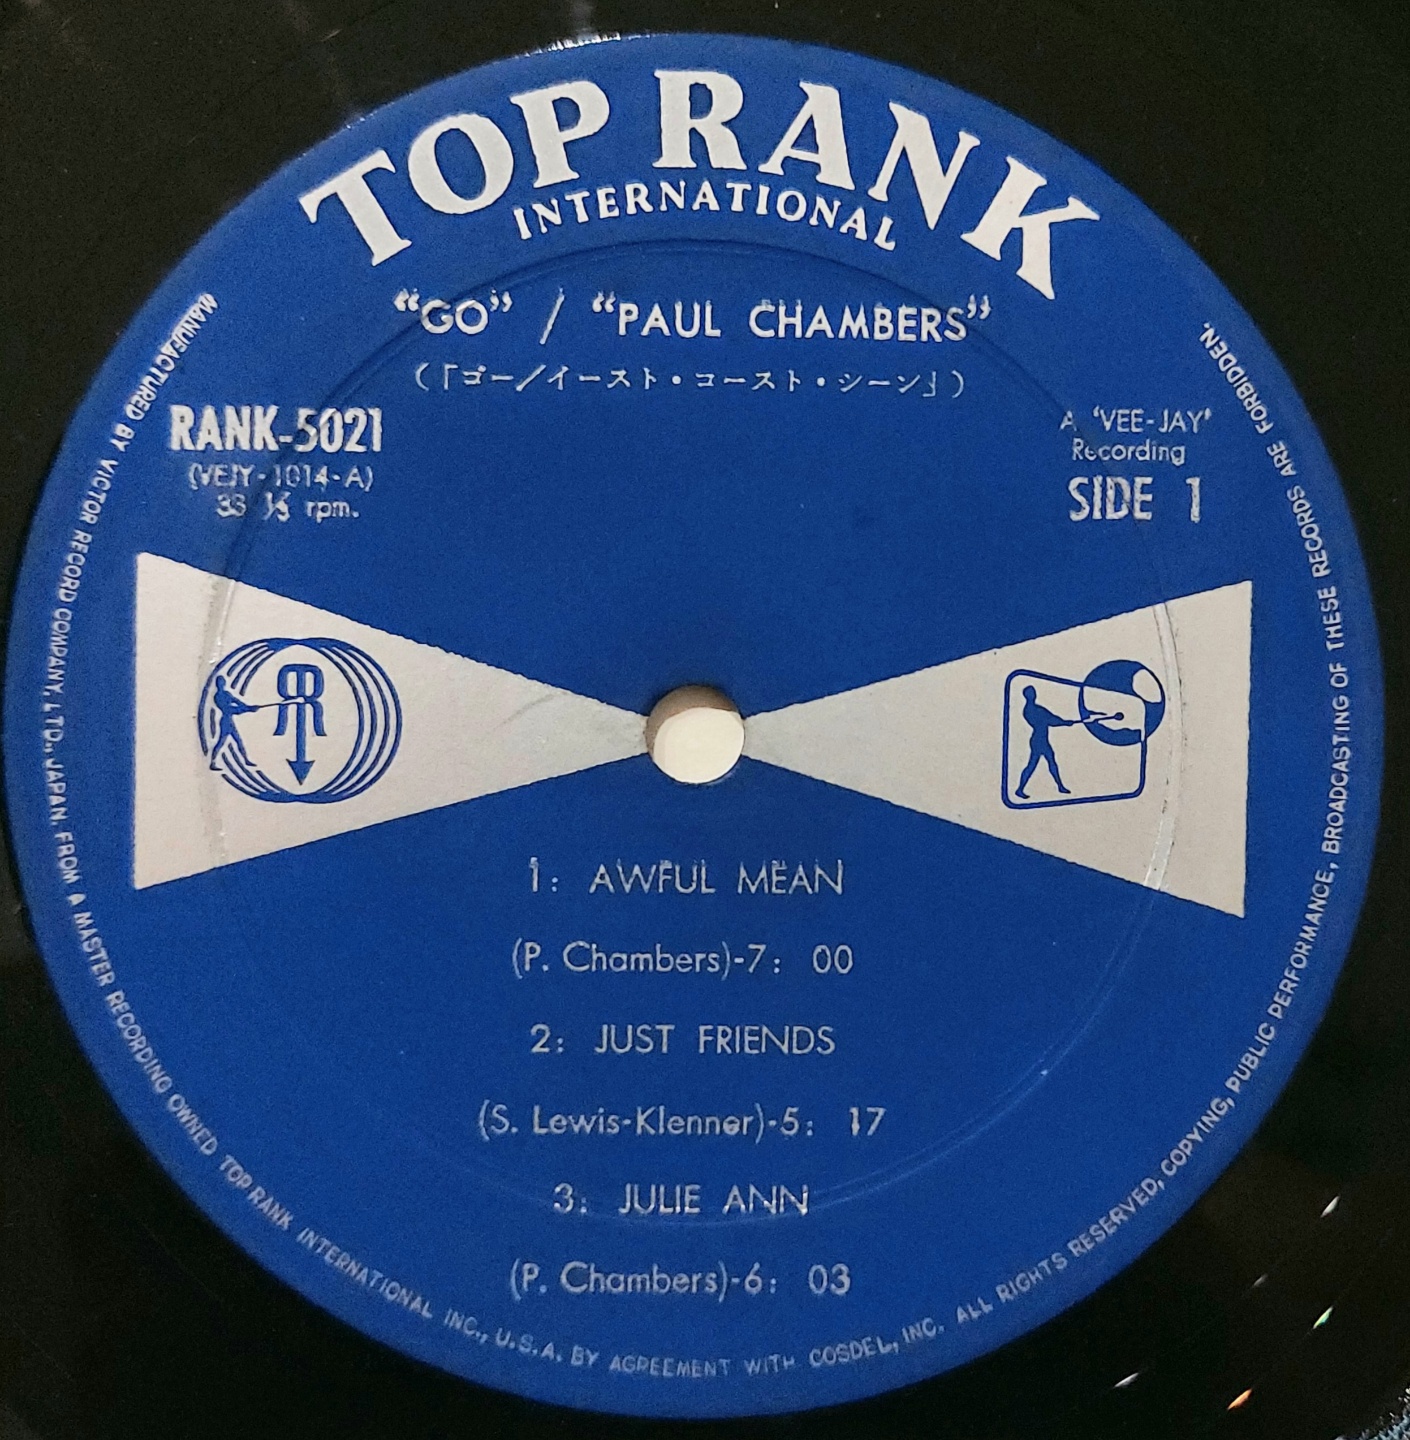 TOP RANK
INTERNATIONAL
“GO” / “PAUL CHAMBERS”
(「ゴー/イースト・コースト・シーン」)
RANK-5021
(VEJY-1014-A)
33 ⅓ rpm.
A ‘VEE-JAY’
Recording
SIDE 1
1: AWFUL MEAN
(P. Chambers)-7: 00
2: JUST FRIENDS
(S. Lewis-Klenner)-5: 17
3: JULIE ANN
(P. Chambers)-6: 03
MANUFACTURED BY VICTOR RECORD COMPANY, LTD., JAPAN. FROM A MASTER RECORDING OWNED TOP RANK INTERNATIONAL INC., U.S.A. BY AGREEMENT WITH COSDEL, INC. ALL RIGHTS RESERVED, COPYING, PUBLIC PERFORMANCE, BROADCASTING OF THESE RECORDS ARE FORBIDDEN.